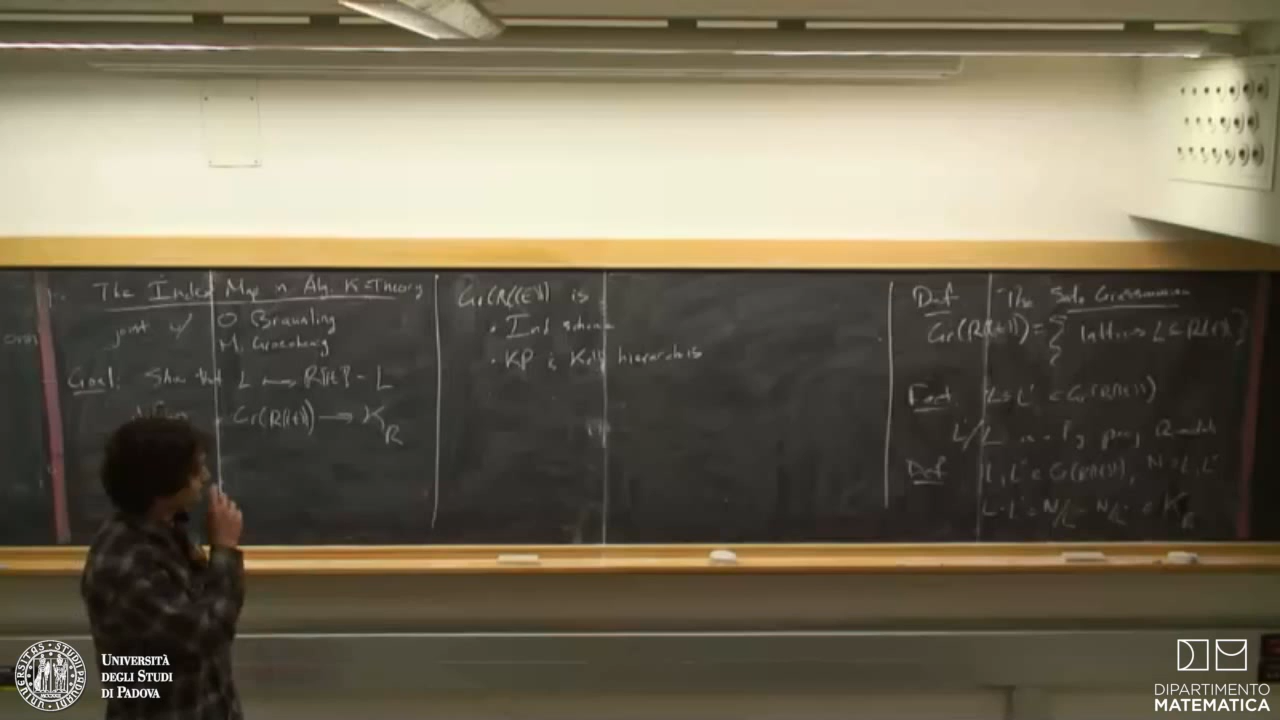 The Index Map in Alg. K-Theory
joint w/ O. Braunling
M. Groechenig
Goal: Show that L ⟼ R[[t]] - L
Gr(R((t))) ⟶ K_R
Gr(R((t))) is
• Ind scheme
• KP & KdV hierarchies
Def The Sato Grassmannian
Gr(R((t))) = { lattices L ⊂ R((t)) }
Fact L ⊂ L' ∈ Gr(R((t)))
L'/L is a f.g. proj R-module
Def L, L' ∈ Gr(R((t))), N ⊃ L, L'
L - L' = N/L - N/L' ∈ K_R
UNIVERSITÀ
DEGLI STUDI
DI PADOVA
DIPARTIMENTO
MATEMATICA